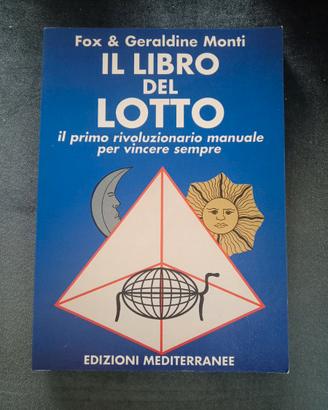 Fox & Geraldine Monti
IL LIBRO
DEL
LOTTO
il primo rivoluzionario manuale
per vincere sempre
EDIZIONI MEDITERRANEE